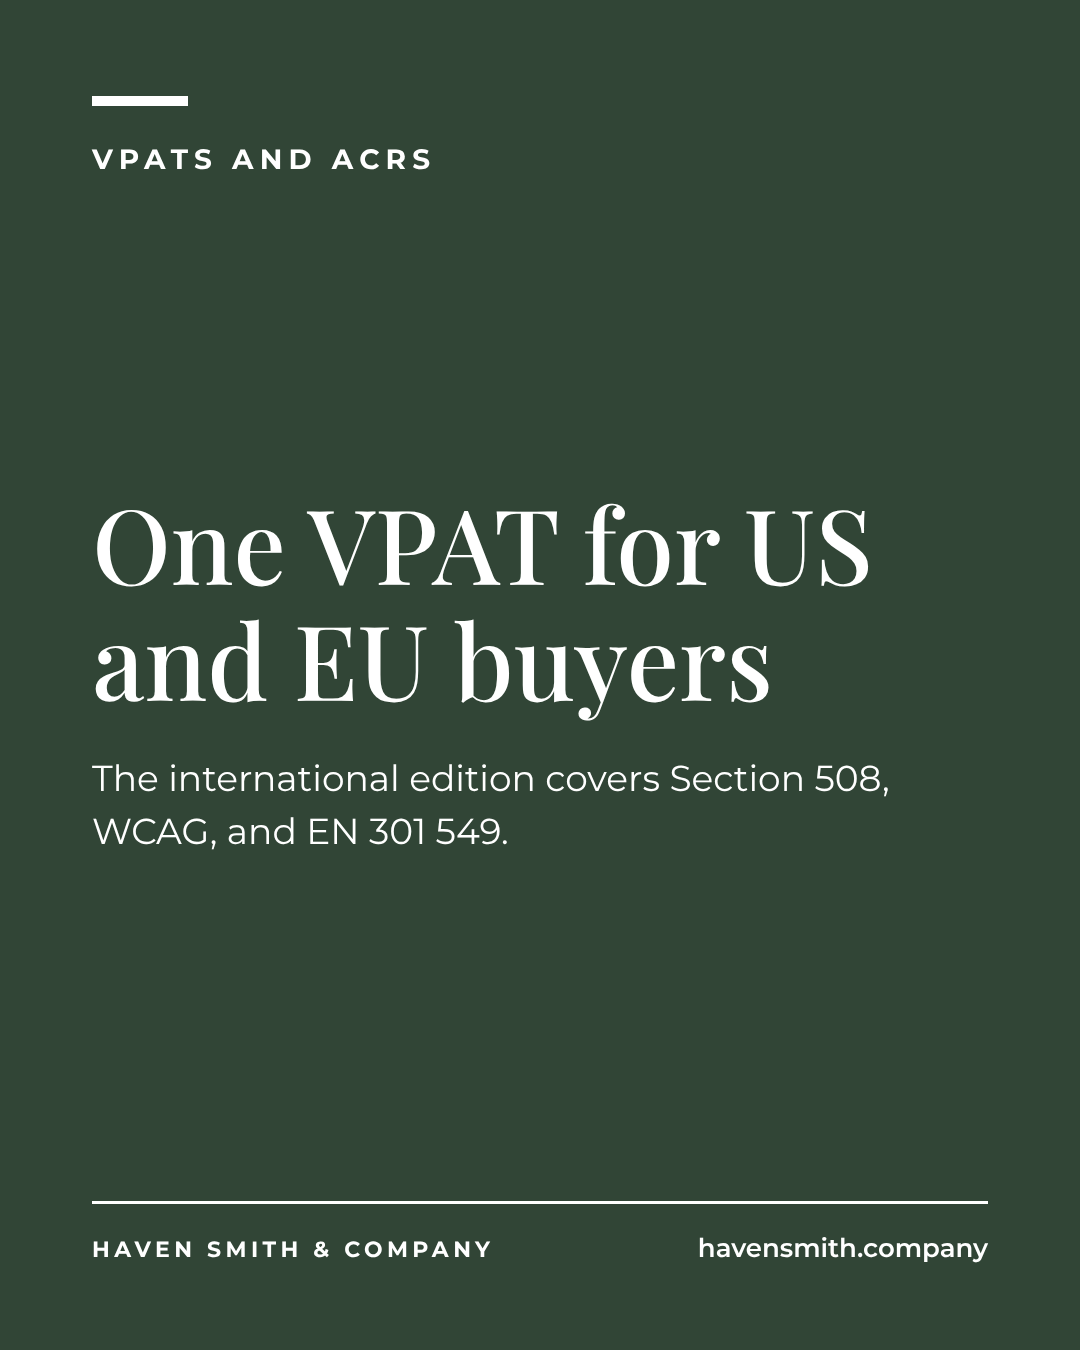 VPATS AND ACRS
One VPAT for US
and EU buyers
The international edition covers Section 508,
WCAG, and EN 301 549.
HAVEN SMITH & COMPANY
havensmith.company